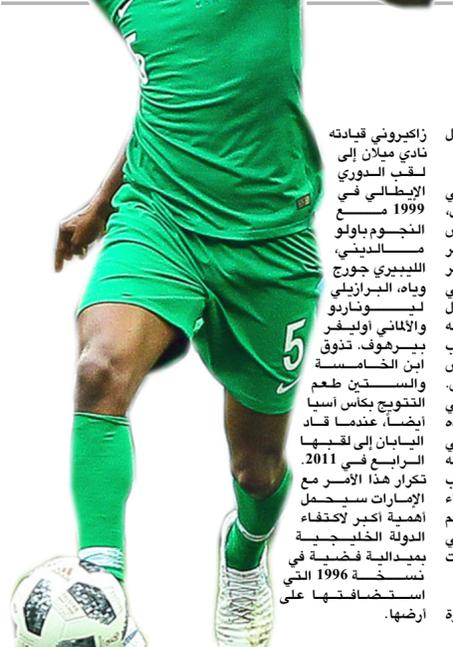 زاكيروني قيادته
نادي ميلان إلى
لقب الدوري
الإيطالي في
1999 مع
النجوم باولو
مالديني،
الليبيري جورج
وياه، البرازيلي
ليوناردو
والألماني أوليفر
بيرهوف. تذوق
ابن الخامسة
والستين طعم
التتويج بكأس آسيا
أيضاً، عندما قاد
اليابان إلى لقبها
الرابع في 2011.
تكرار هذا الأمر مع
الإمارات سيحمل
أهمية أكبر لاكتفاء
الدولة الخليجية
بميدالية فضية في
نسخة 1996 التي
استضافتها على
أرضها.
5
5